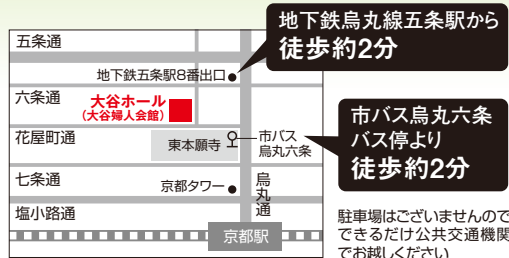 地下鉄烏丸線五条駅から
徒歩約2分
五条通
地下鉄五条駅8番出口
六条通
大谷ホール
(大谷婦人会館)
市バス烏丸六条
バス停より
徒歩約2分
花屋町通
東本願寺
市バス
烏丸六条
七条通
京都タワー
烏丸通
塩小路通
京都駅
駐車場はございませんので
できるだけ公共交通機関
でお越しください